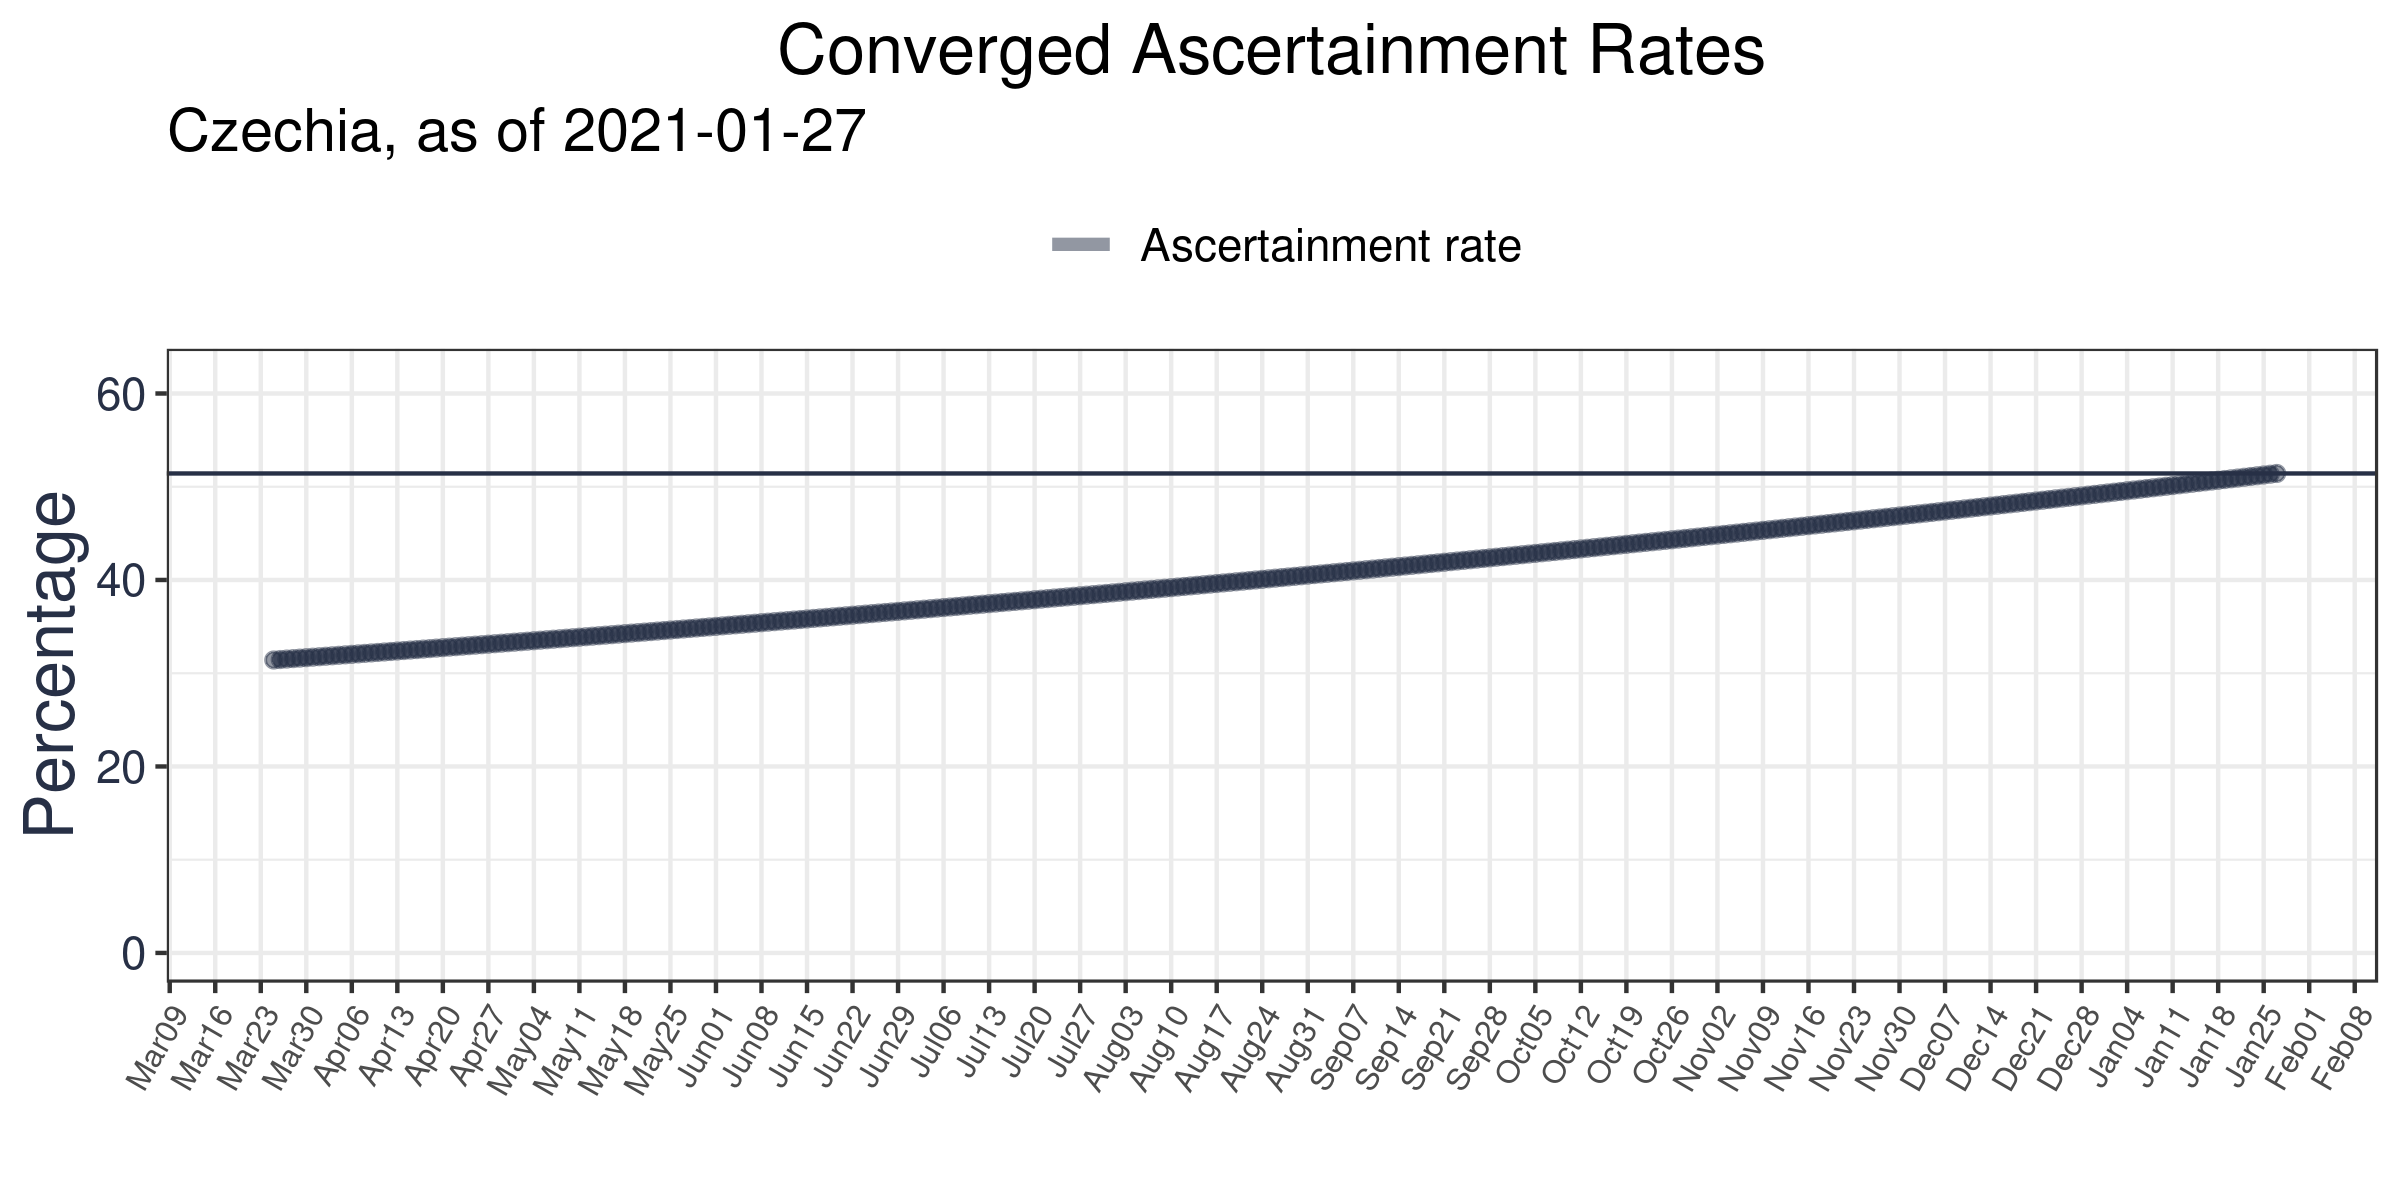 Converged Ascertainment Rates
Czechia, as of 2021-01-27
Ascertainment rate
Percentage
60
40
20
0
Mar09 Mar16 Mar23 Mar30 Apr06 Apr13 Apr20 Apr27 May04 May11 May18 May25 Jun01 Jun08 Jun15 Jun22 Jun29 Jul06 Jul13 Jul20 Jul27 Aug03 Aug10 Aug17 Aug24 Aug31 Sep07 Sep14 Sep21 Sep28 Oct05 Oct12 Oct19 Oct26 Nov02 Nov09 Nov16 Nov23 Nov30 Dec07 Dec14 Dec21 Dec28 Jan04 Jan11 Jan18 Jan25 Feb01 Feb08